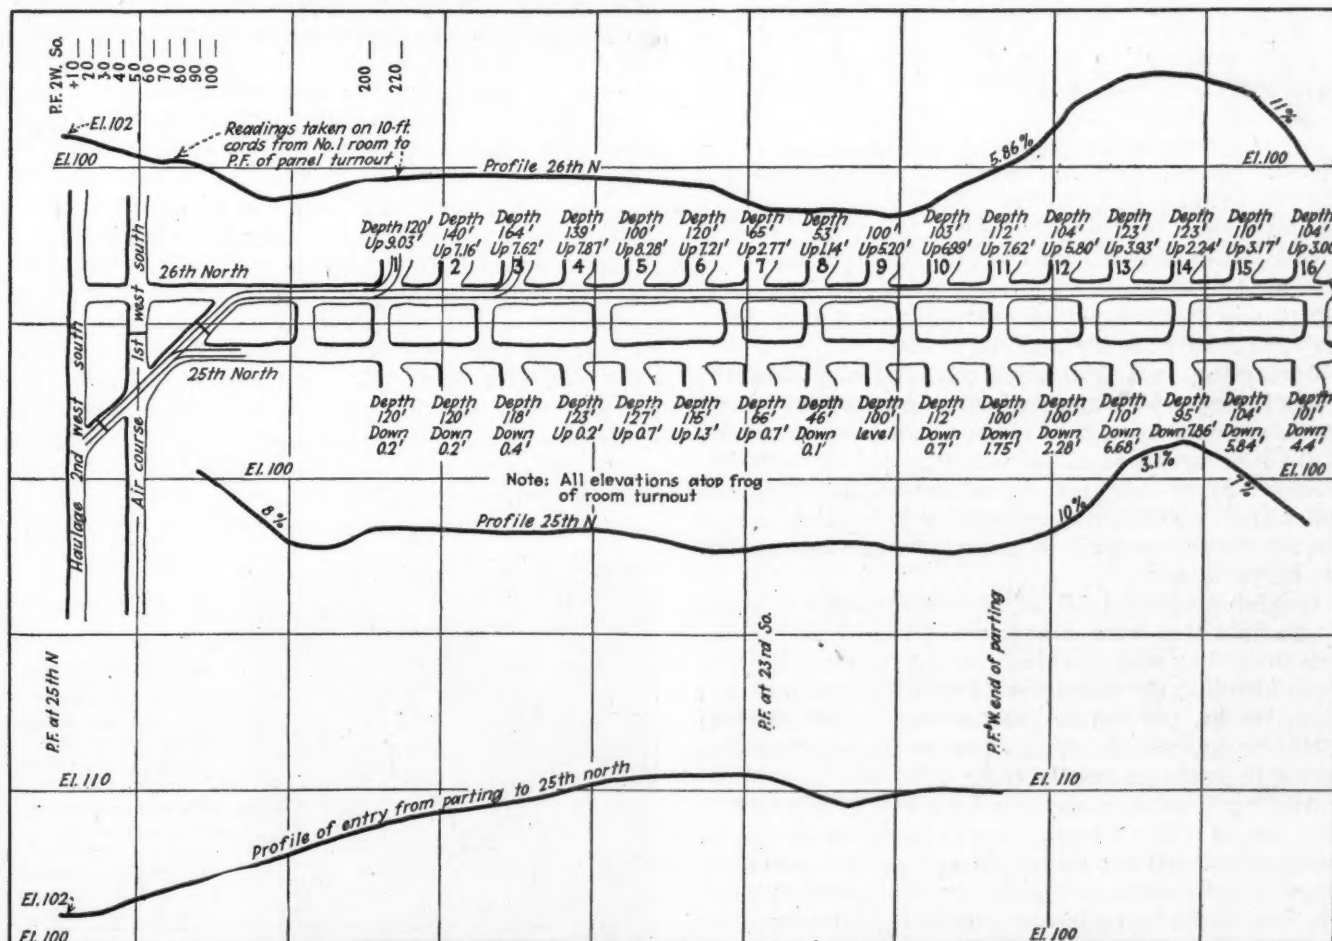 P.F. 2W. So.
+10
20
30
40
50
60
70
80
90
100
200
220
El.102
El.100
Readings taken on 10-ft.
cords from No.1 room to
P.F. of panel turnout
Profile 26th N
5.86%
11%
El.100
Depth 120'
Up 9.03'
Depth
140'
Up 7.16'
Depth
164'
Up 7.62'
Depth
139'
Up 7.87'
Depth
100'
Up 8.28'
Depth
120'
Up 7.21'
Depth
65'
Up 2.77'
Depth
53'
Up 1.14'
100'
Up 5.20'
Depth
103'
Up 6.99'
Depth
112'
Up 7.62'
Depth
104'
Up 5.80'
Depth
123'
Up 3.93'
Depth
123'
Up 2.24'
Depth
110'
Up 3.17'
Depth
104'
Up 3.00
1 2 3 4 5 6 7 8 9 10 11 12 13 14 15 16
26th North
25th North
Haulage 2nd west south
Air course 1st west south
Depth
120'
Down
0.2'
Depth
120'
Down
0.2'
Depth
118'
Down
0.4'
Depth
123'
Up 0.2'
Depth
127'
Up 0.7'
Depth
115'
Up 1.3'
Depth
166'
Up 0.7'
Depth
46'
Down
0.1'
Depth
100'
level
Depth
112'
Down
0.7'
Depth
100'
Down
1.75'
Depth
100'
Down
2.28'
Depth
110'
Down
6.68'
Depth
95'
Down 7.86'
Depth
104'
Down
5.84'
Depth
101'
Down
4.4'
El.100
8%
Note: All elevations atop frog
of room turnout
Profile 25th N
10%
3.1%
7%
El.100
P.F. at 25th N
P.F. at 23rd So.
P.F. W. end of parting
El. 110
Profile of entry from parting to 25th north
El. 110
El.102
El.100
El. 100